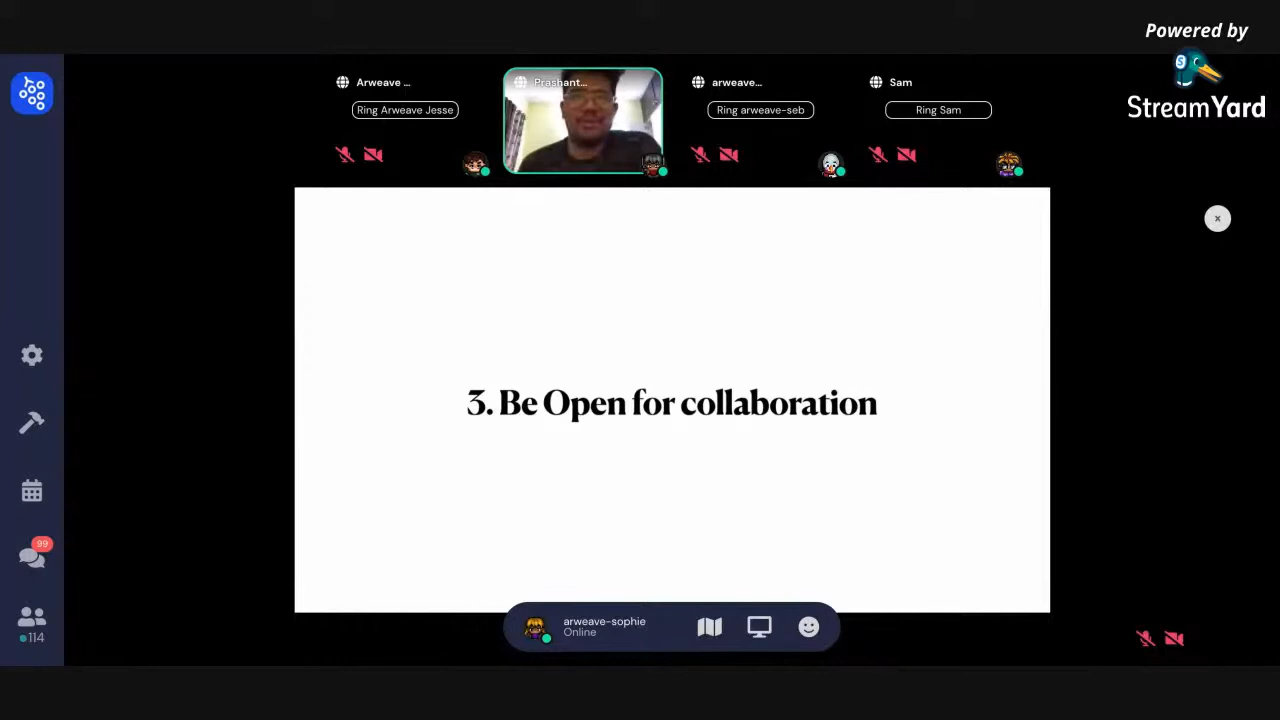 Powered by
StreamYard
Arweave ...
Prashant...
arweave...
Sam
Ring Arweave Jesse
Ring arweave-seb
Ring Sam
×
3. Be Open for collaboration
99
114
arweave-sophie
Online